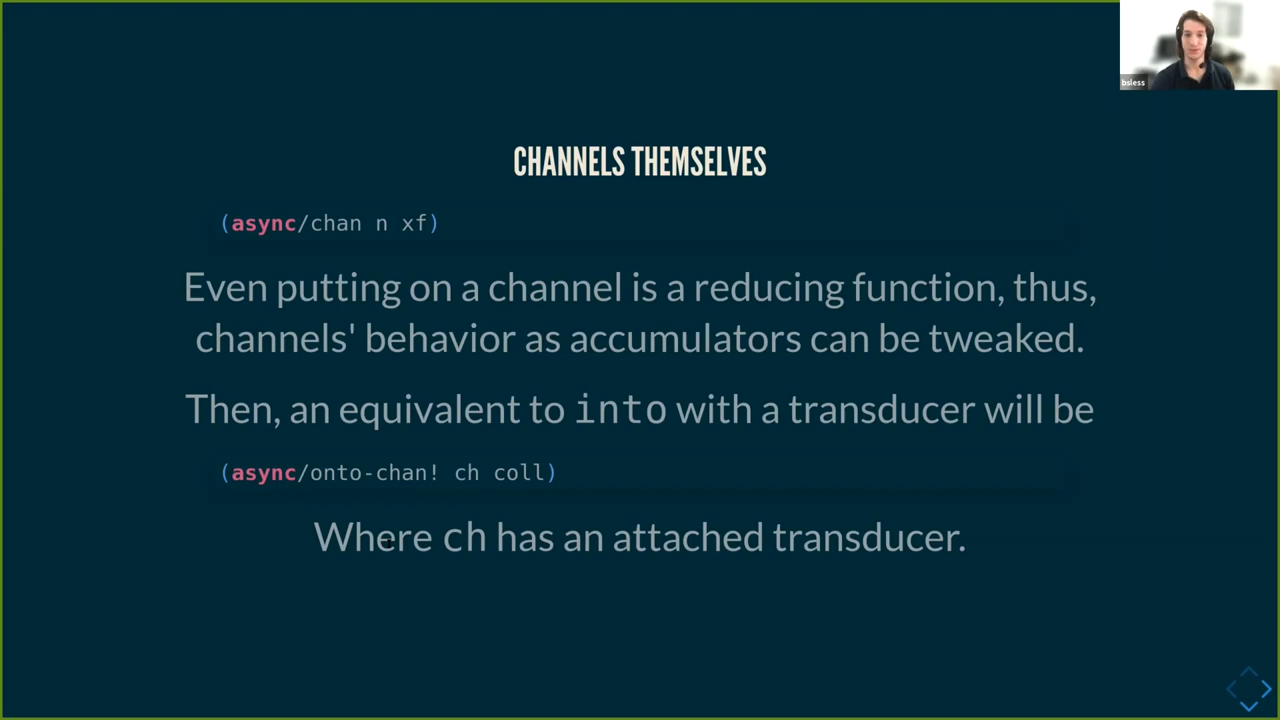 bsless
CHANNELS THEMSELVES
(async/chan n xf)
Even putting on a channel is a reducing function, thus,
channels' behavior as accumulators can be tweaked.
Then, an equivalent to into with a transducer will be
(async/onto-chan! ch coll)
Where ch has an attached transducer.